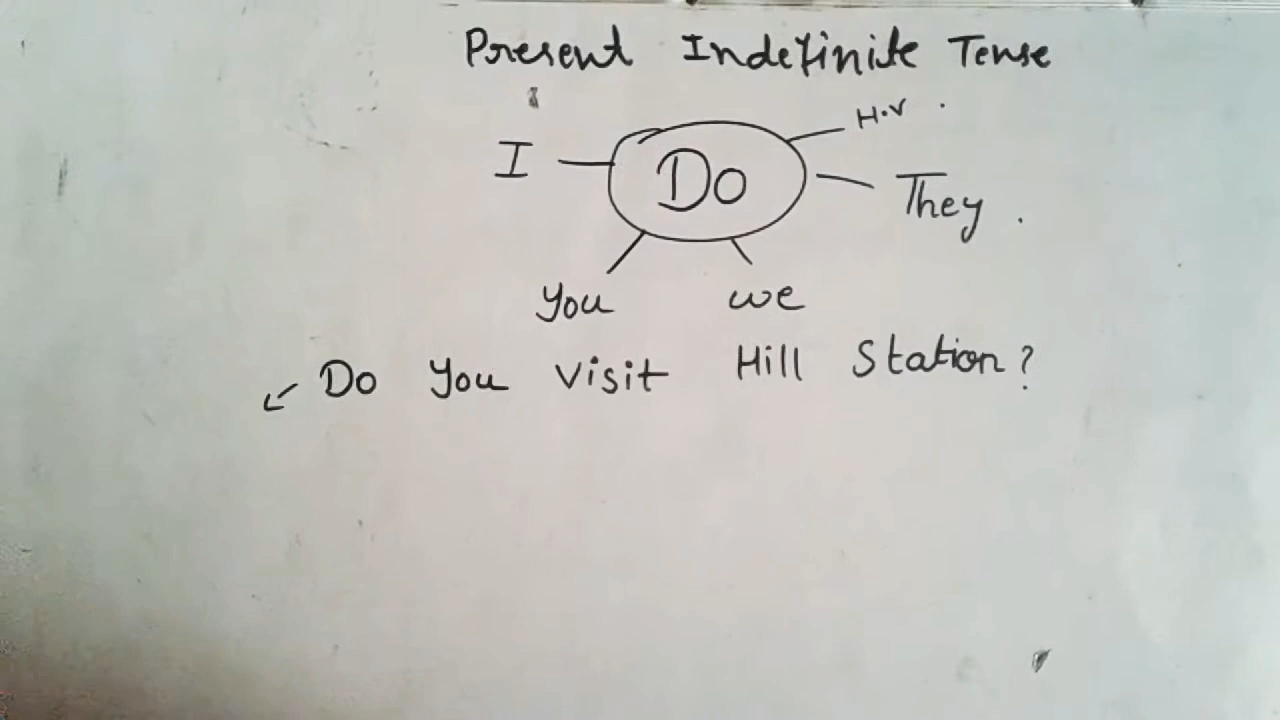 Present Indefinite Tense
H.V
I Do They
You we
Do You visit Hill Station?